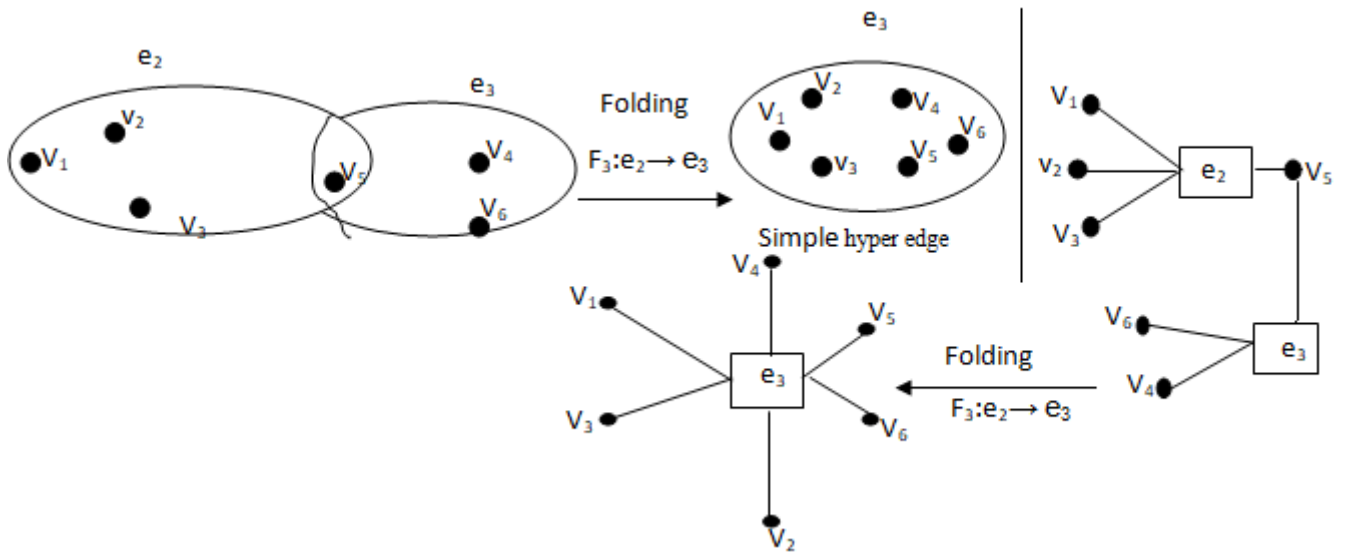 e₂
e₃
v₂
V₁
V₃
V₅
V₄
V₆
Folding
F₃:e₂→ e₃
e₃
V₂
V₄
V₁
V₆
v₃
V₅
Simple hyper edge
V₁
v₂
V₃
e₂
V₅
V₆
V₄
e₃
Folding
F₃:e₂→ e₃
V₄
V₁
V₅
e₃
V₃
V₆
V₂